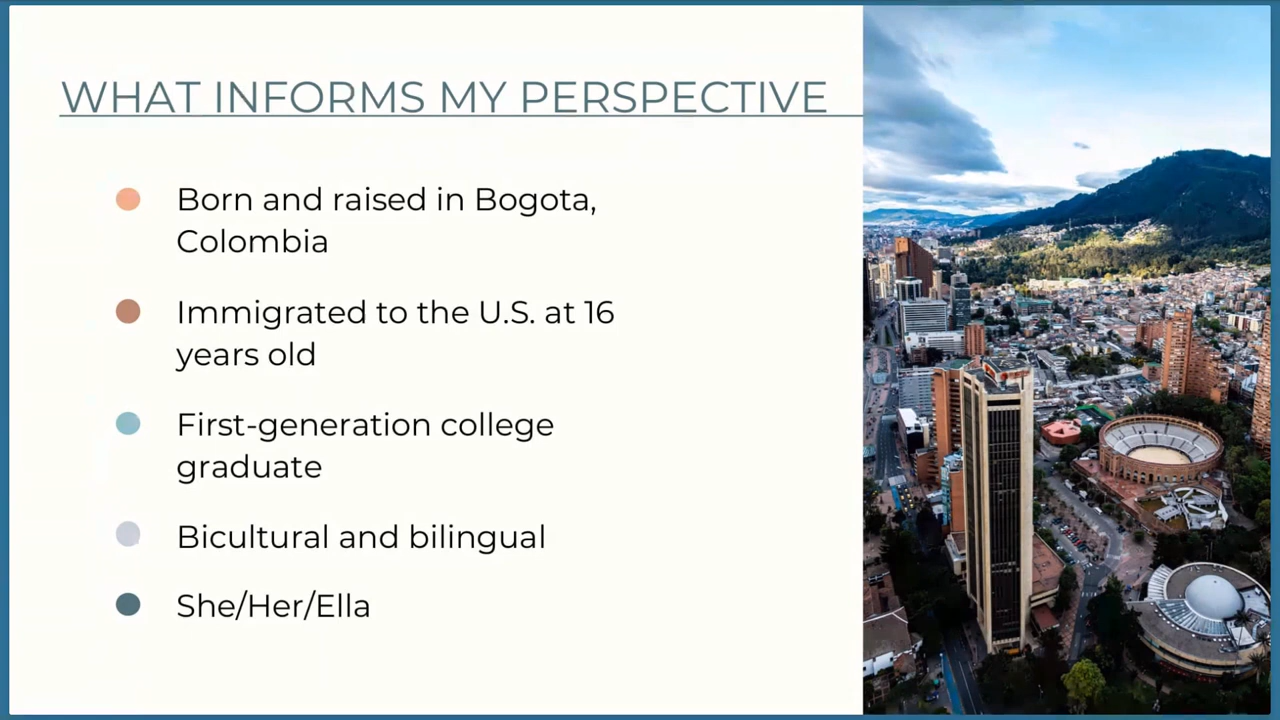 WHAT INFORMS MY PERSPECTIVE
Born and raised in Bogota,
Colombia
Immigrated to the U.S. at 16
years old
First-generation college
graduate
Bicultural and bilingual
She/Her/Ella